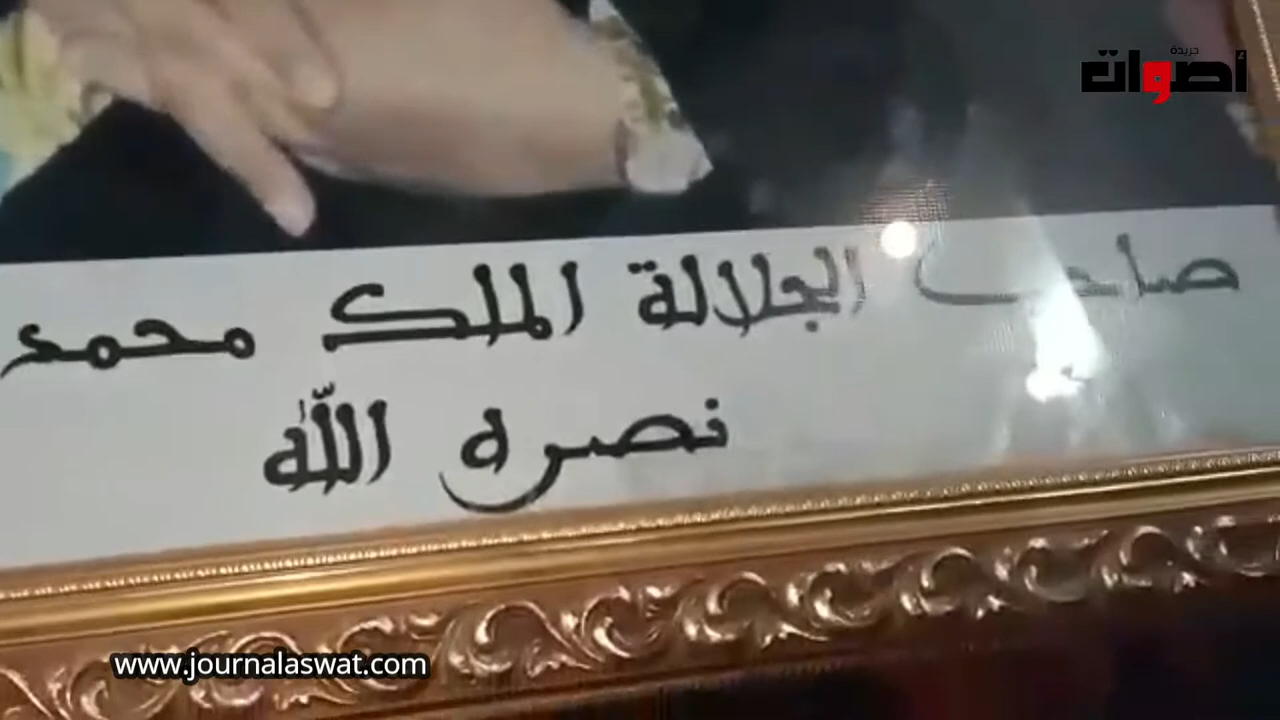 جريدة
أصوات
صاحب الجلالة الملك محمد
نصره الله
www.journalaswat.com